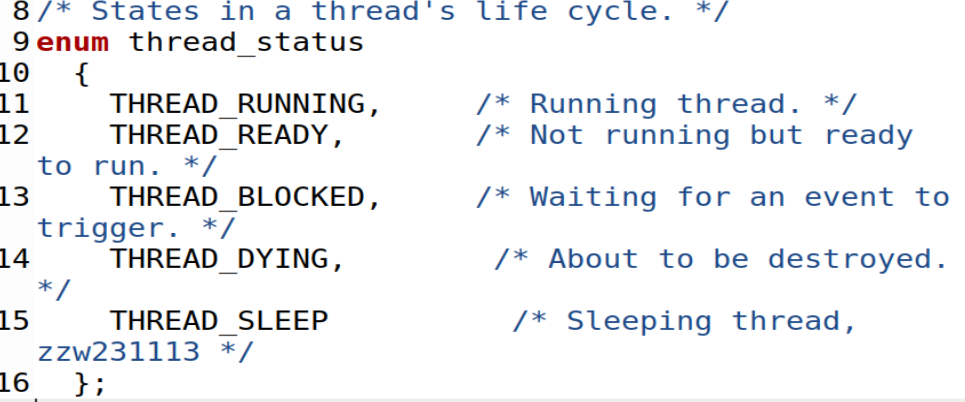 8 /* States in a thread's life cycle. */
9 enum thread_status
10   {
11     THREAD_RUNNING,     /* Running thread. */
12     THREAD_READY,       /* Not running but ready
to run. */
13     THREAD_BLOCKED,     /* Waiting for an event to
trigger. */
14     THREAD_DYING,        /* About to be destroyed.
*/
15     THREAD_SLEEP          /* Sleeping thread,
zzw231113 */
16   };